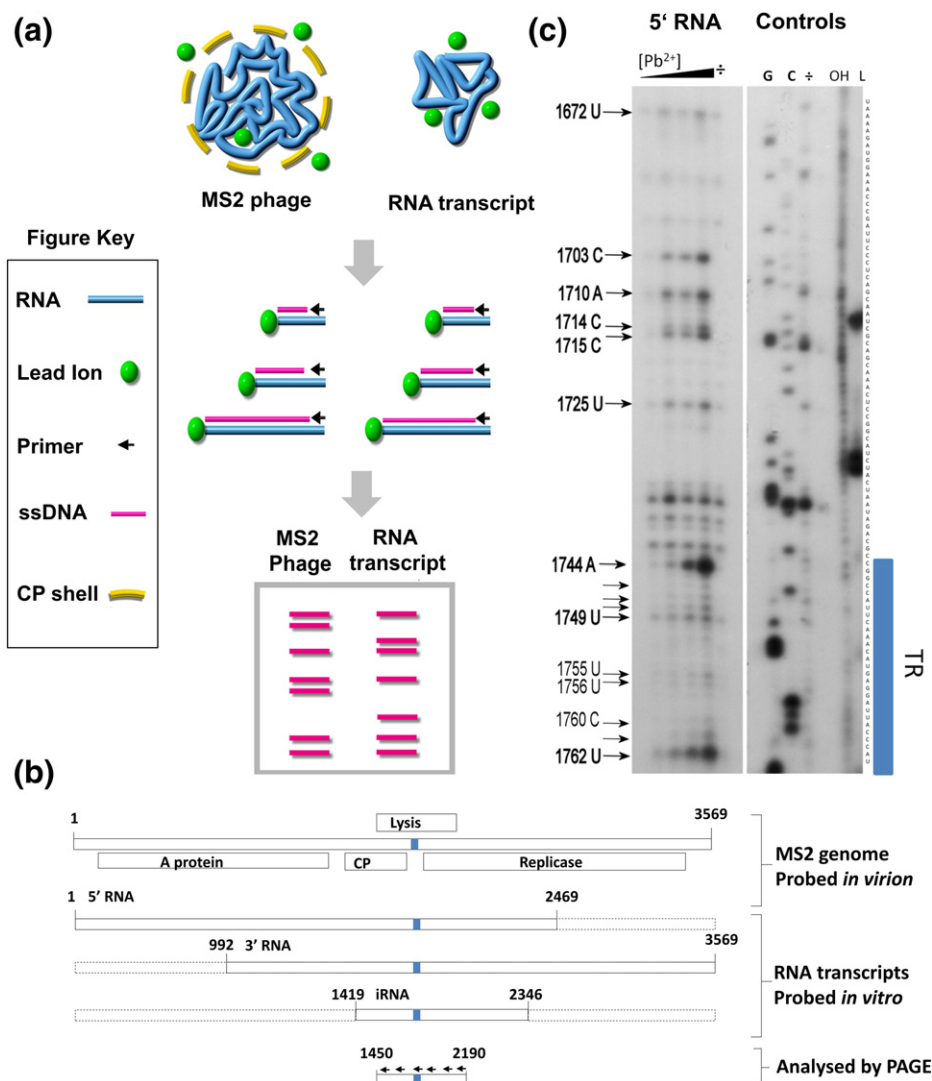 (a)
MS2 phage
RNA transcript
Figure Key
RNA
Lead Ion
Primer
ssDNA
CP shell
MS2
Phage
RNA
transcript
(c)
5‘ RNA
Controls
[Pb²⁺]
÷
G C ÷ OH L
1672 U
1703 C
1710 A
1714 C
1715 C
1725 U
1744 A
1749 U
1755 U
1756 U
1760 C
1762 U
TR
(b)
1
3569
Lysis
A protein
CP
Replicase
MS2 genome
Probed in virion
1 5’ RNA
2469
992 3’ RNA
3569
1419 iRNA 2346
RNA transcripts
Probed in vitro
1450 2190
Analysed by PAGE